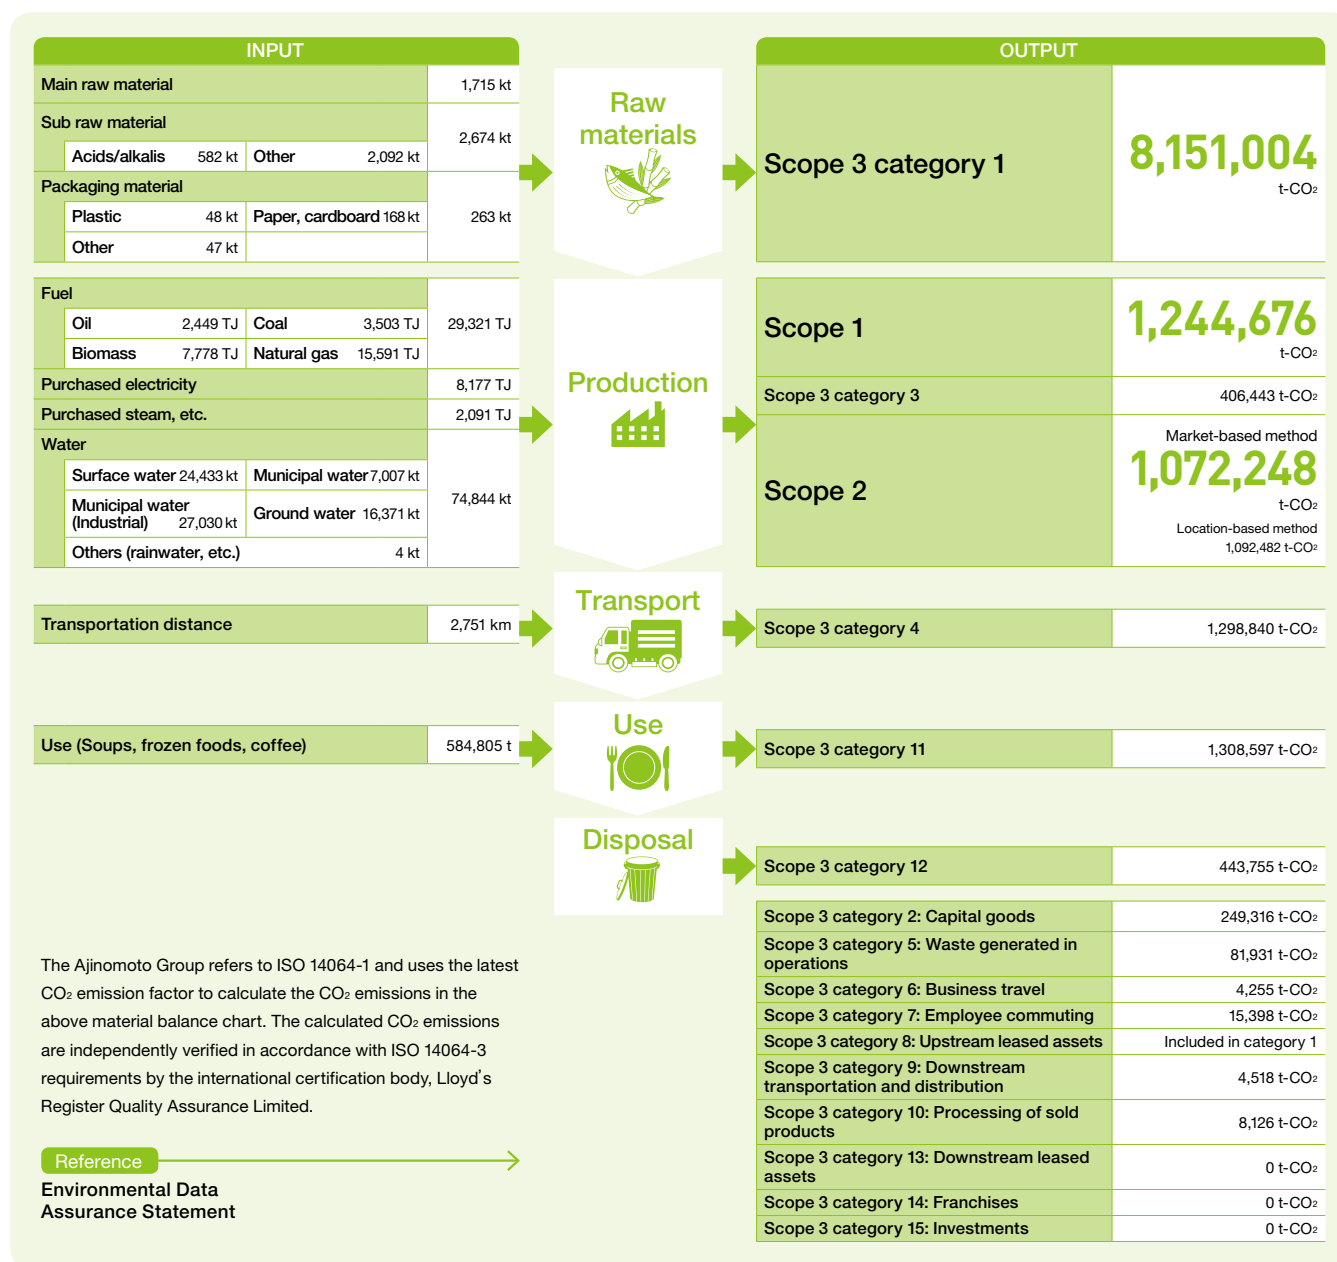 INPUT
Main raw material 1,715 kt
Sub raw material 2,674 kt
Acids/alkalis 582 kt Other 2,092 kt
Packaging material 263 kt
Plastic 48 kt Paper, cardboard 168 kt
Other 47 kt
Fuel 29,321 TJ
Oil 2,449 TJ Coal 3,503 TJ
Biomass 7,778 TJ Natural gas 15,591 TJ
Purchased electricity 8,177 TJ
Purchased steam, etc. 2,091 TJ
Water 74,844 kt
Surface water 24,433 kt Municipal water 7,007 kt
Municipal water
(Industrial) 27,030 kt Ground water 16,371 kt
Others (rainwater, etc.) 4 kt
Transportation distance 2,751 km
Use (Soups, frozen foods, coffee) 584,805 t
Raw
materials
Production
Transport
Use
Disposal
OUTPUT
Scope 3 category 1 8,151,004
t-CO2
Scope 1 1,244,676
t-CO2
Scope 3 category 3 406,443 t-CO2
Scope 2
Market-based method
1,072,248
t-CO2
Location-based method
1,092,482 t-CO2
Scope 3 category 4 1,298,840 t-CO2
Scope 3 category 11 1,308,597 t-CO2
Scope 3 category 12 443,755 t-CO2
Scope 3 category 2: Capital goods 249,316 t-CO2
Scope 3 category 5: Waste generated in
operations 81,931 t-CO2
Scope 3 category 6: Business travel 4,255 t-CO2
Scope 3 category 7: Employee commuting 15,398 t-CO2
Scope 3 category 8: Upstream leased assets Included in category 1
Scope 3 category 9: Downstream
transportation and distribution 4,518 t-CO2
Scope 3 category 10: Processing of sold
products 8,126 t-CO2
Scope 3 category 13: Downstream leased
assets 0 t-CO2
Scope 3 category 14: Franchises 0 t-CO2
Scope 3 category 15: Investments 0 t-CO2
The Ajinomoto Group refers to ISO 14064-1 and uses the latest
CO2 emission factor to calculate the CO2 emissions in the
above material balance chart. The calculated CO2 emissions
are independently verified in accordance with ISO 14064-3
requirements by the international certification body, Lloyd's
Register Quality Assurance Limited.
Reference
Environmental Data
Assurance Statement